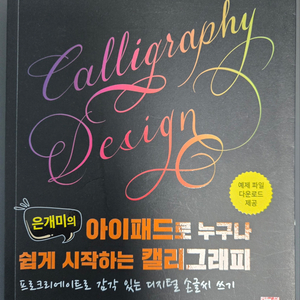 Calligraphy
Design
예제 파일
다운로드
제공
은개미의
아이패드로 누구나
쉽게 시작하는 캘리그래피
프로크리에이트로 감각 있는 디지털 손글씨 쓰기